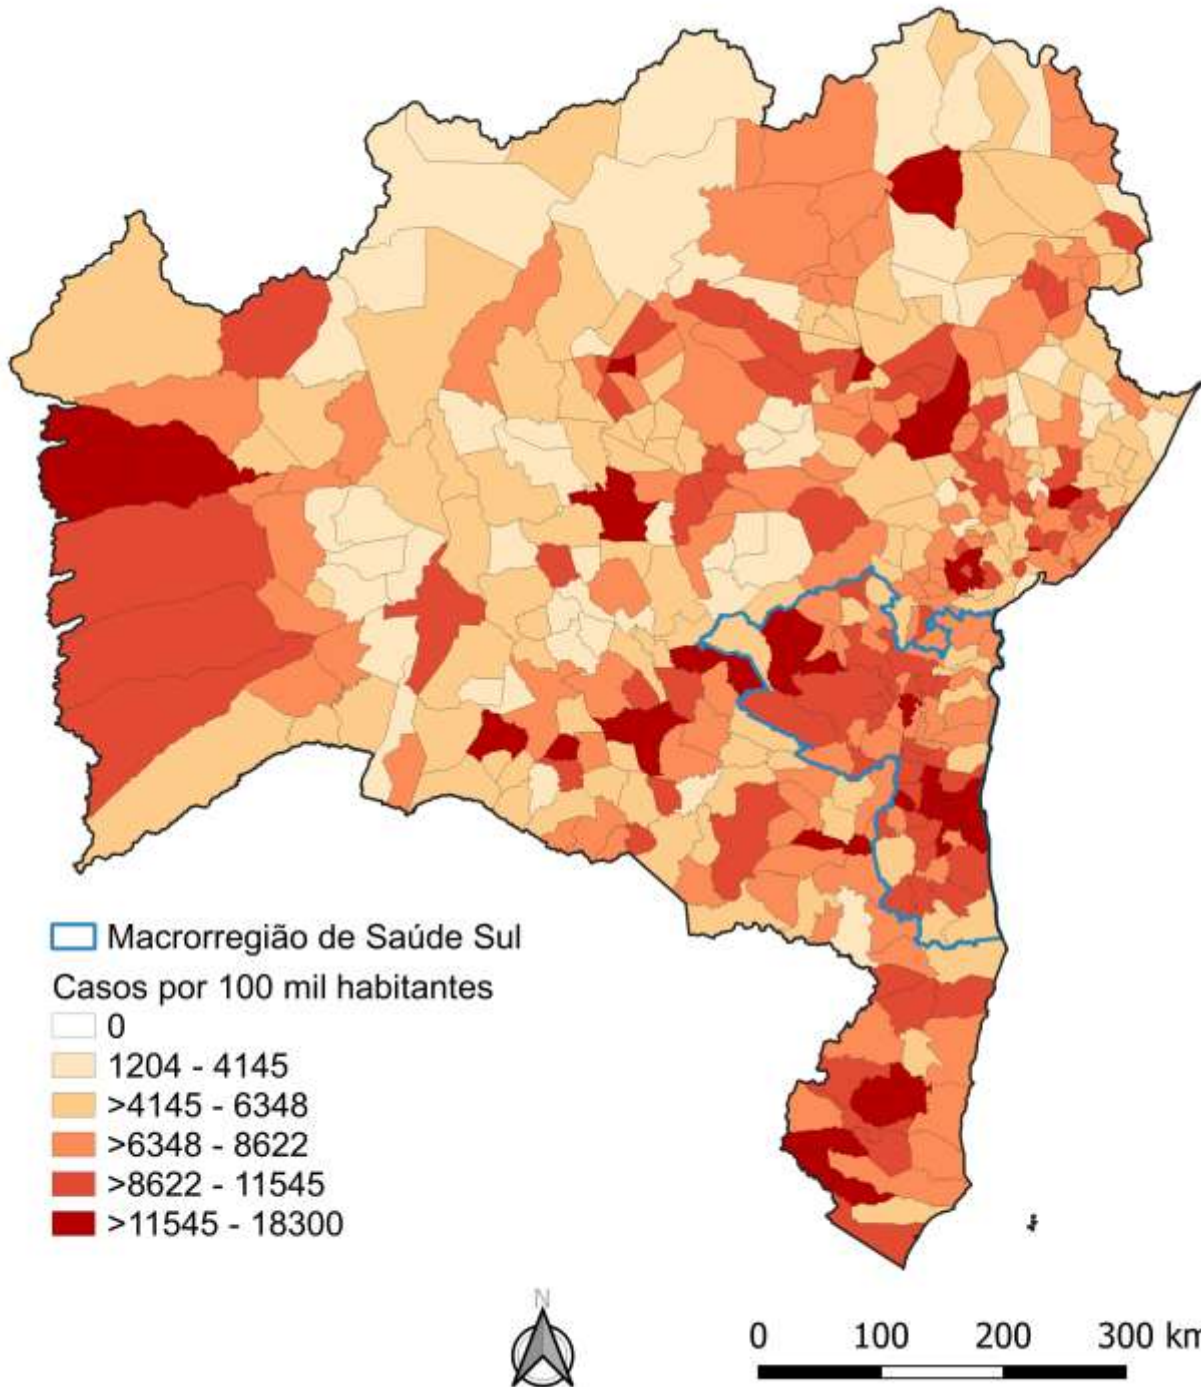 Macrorregião de Saúde Sul
Casos por 100 mil habitantes
0
1204 - 4145
>4145 - 6348
>6348 - 8622
>8622 - 11545
>11545 - 18300
N
0 100 200 300 km